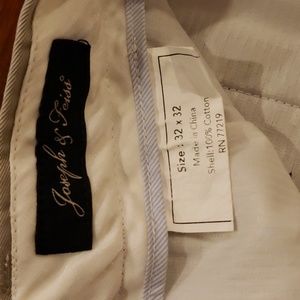 Joseph & Feiss
Size : 32 x 32
Made in China
Shell:100% Cotton
RN 77219